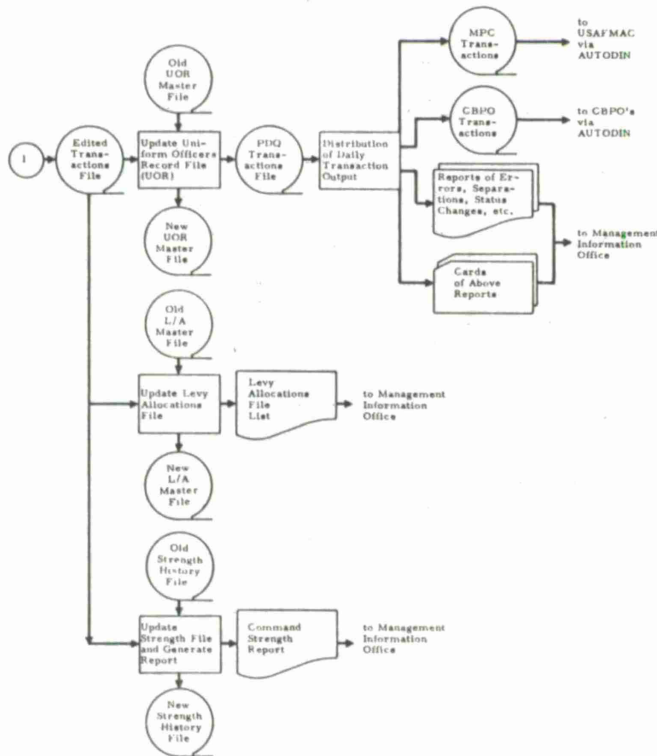 1
Edited
Trans-
actions
File
Old
UOR
Master
File
Update Uni-
form Officers
Record File
(UOR)
New
UOR
Master
File
PDQ
Trans-
actions
File
Distribution
of Daily
Transaction
Output
MPC
Trans-
actions
to
USAFMAC
via
AUTODIN
CBPO
Trans-
actions
to CBPO's
via
AUTODIN
Reports of Er-
rors, Separa-
tions, Status
Changes, etc.
Cards
of Above
Reports
to Management
Information
Office
Old
L/A
Master
File
Update Levy
Allocations
File
New
L/A
Master
File
Levy
Allocations
File
List
to Management
Information
Office
Old
Strength
History
File
Update
Strength File
and Generate
Report
New
Strength
History
File
Command
Strength
Report
to Management
Information
Office